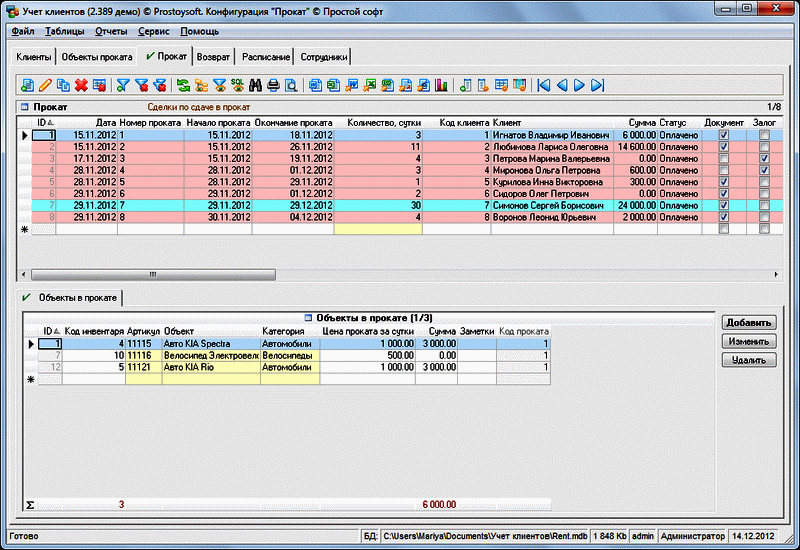 Учет клиентов (2.389 демо) © Prostoysoft. Конфигурация "Прокат" © Простой софт
Файл Таблицы Отчеты Сервис Помощь
Клиенты Объекты проката Прокат Возврат Расписание Сотрудники
SQL
Прокат Сделки по сдаче в прокат 1/8
ID Дата Номер проката Начало проката Окончание проката Количество, сутки Код клиента Клиент Сумма Статус Документ Залог
1 15.11.2012 1 15.11.2012 18.11.2012 3 1 Игнатов Владимир Иванович 6 000.00 Оплачено
2 15.11.2012 2 15.11.2012 26.11.2012 11 2 Любимова Лариса Олеговна 14 600.00 Оплачено
3 17.11.2012 3 15.11.2012 19.11.2012 4 3 Петрова Марина Валерьевна 0.00 Оплачено
4 28.11.2012 4 28.11.2012 01.12.2012 3 4 Миронова Ольга Петровна 600.00 Оплачено
5 28.11.2012 5 28.11.2012 29.11.2012 1 5 Курилова Инна Викторовна 300.00 Оплачено
6 29.11.2012 6 29.11.2012 01.12.2012 2 6 Сидоров Олег Петрович 0.00 Оплачено
7 29.11.2012 7 29.11.2012 29.12.2012 30 7 Симонов Сергей Борисович 24 000.00 Оплачено
8 29.11.2012 8 30.11.2012 04.12.2012 4 8 Воронов Леонид Юрьевич 2 000.00 Оплачено
Объекты в прокате
Объекты в прокате (1/3)
ID Код инвентаря Артикул Объект Категория Цена проката за сутки Сумма Заметки Код проката
1 4 11115 Авто KIA Spectra Автомобили 1 000.00 3 000.00 1
7 10 11116 Велосипед Электровело Велосипеды 500.00 0.00 1
12 5 11121 Авто KIA Rio Автомобили 1 000.00 3 000.00 1
Добавить
Изменить
Удалить
Σ 3 6 000.00
Готово БД: C:\Users\Mariya\Documents\Учет клиентов\Rent.mdb 1 848 Kb admin Администратор 14.12.2012